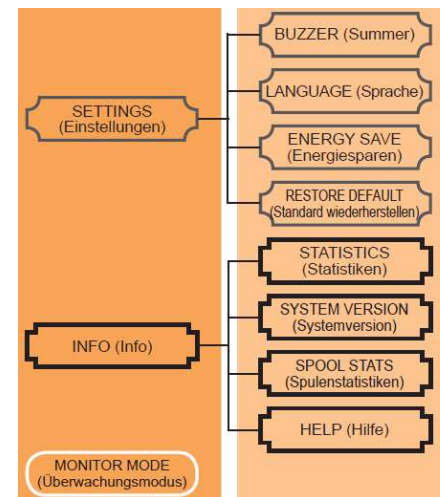 SETTINGS
(Einstellungen)
BUZZER (Summer)
LANGUAGE (Sprache)
ENERGY SAVE
(Energiesparen)
RESTORE DEFAULT
(Standard wiederherstellen)
INFO (Info)
STATISTICS
(Statistiken)
SYSTEM VERSION
(Systemversion)
SPOOL STATS
(Spulenstatistiken)
HELP (Hilfe)
MONITOR MODE
(Überwachungsmodus)